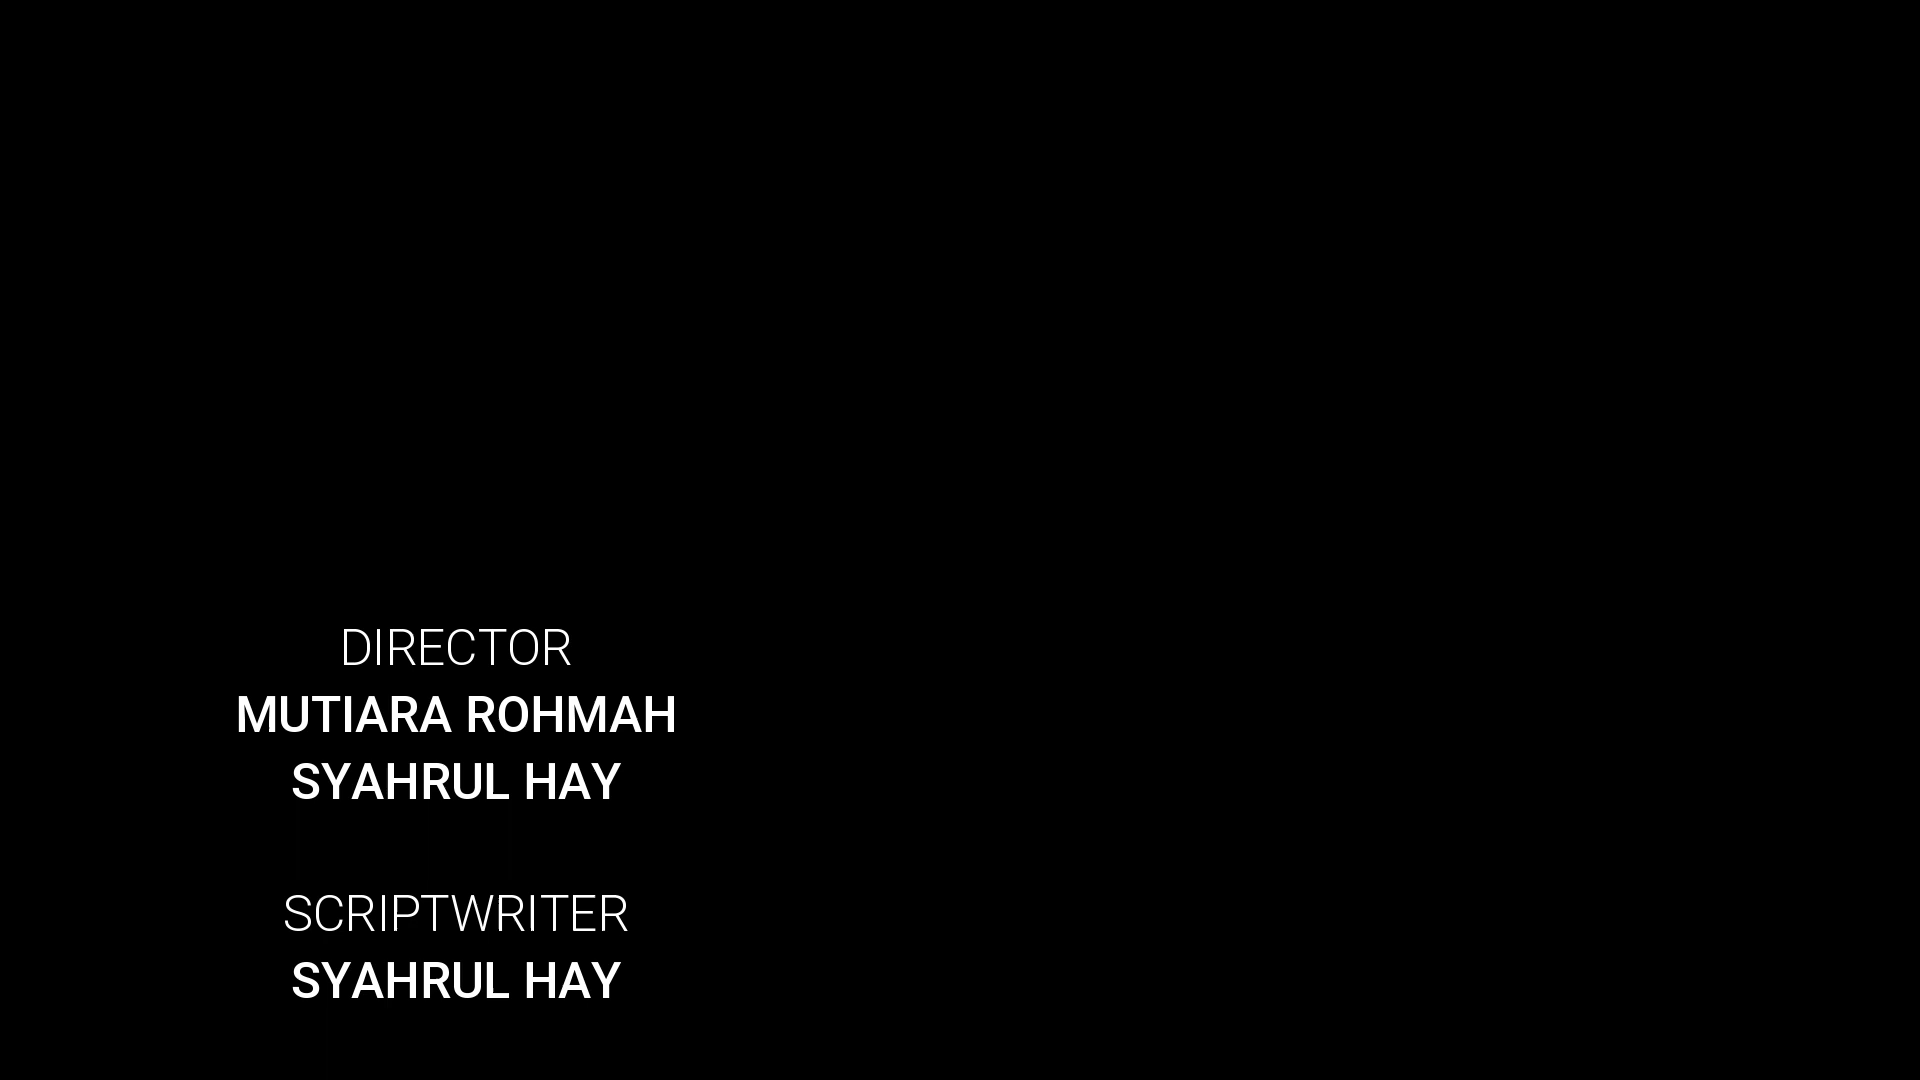 DIRECTOR
MUTIARA ROHMAH
SYAHRUL HAY
SCRIPTWRITER
SYAHRUL HAY